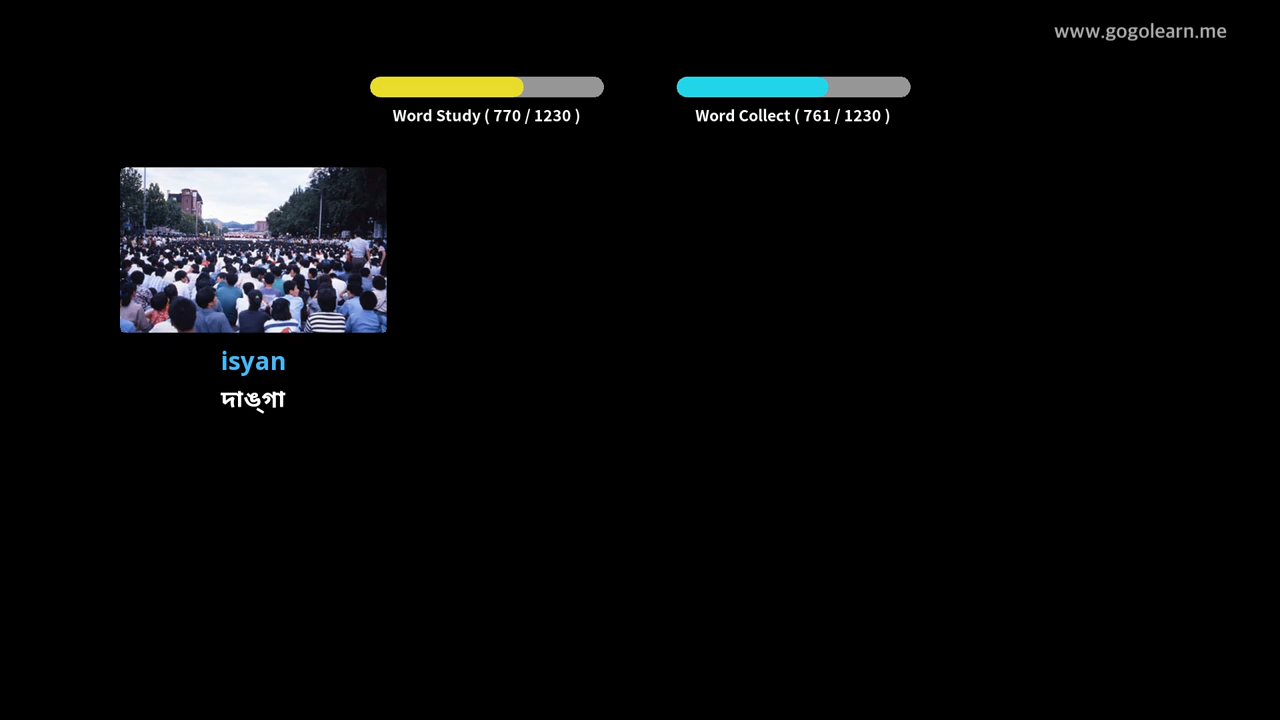 www.gogolearn.me
Word Study ( 770 / 1230 )
Word Collect ( 761 / 1230 )
isyan
দাঙ্গা